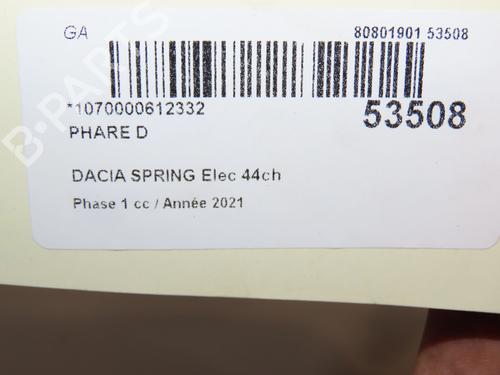 GA
80801901 53508
*1070000612332
53508
PHARE D
DACIA SPRING Elec 44ch
Phase 1 cc / Année 2021
B-PARTS